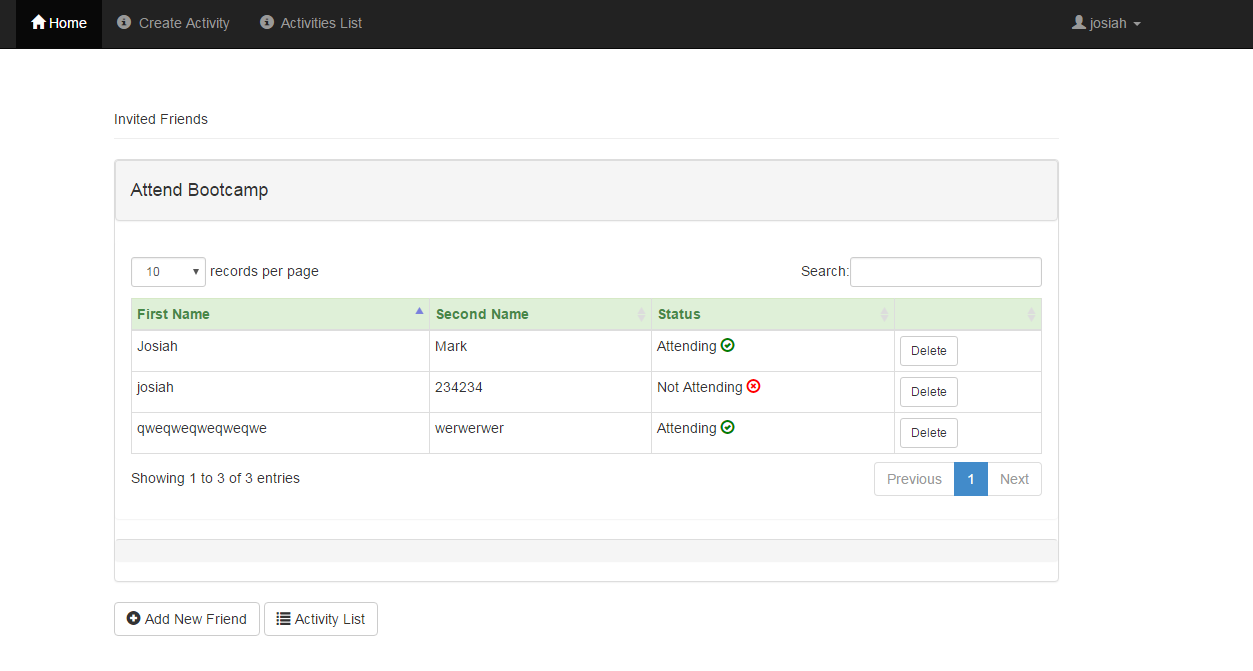 Home Create Activity Activities List josiah
Invited Friends
Attend Bootcamp
10 records per page Search:
First Name Second Name Status
Josiah Mark Attending Delete
josiah 234234 Not Attending Delete
qweqweqweqweqwe werwerwer Attending Delete
Showing 1 to 3 of 3 entries Previous 1 Next
Add New Friend Activity List